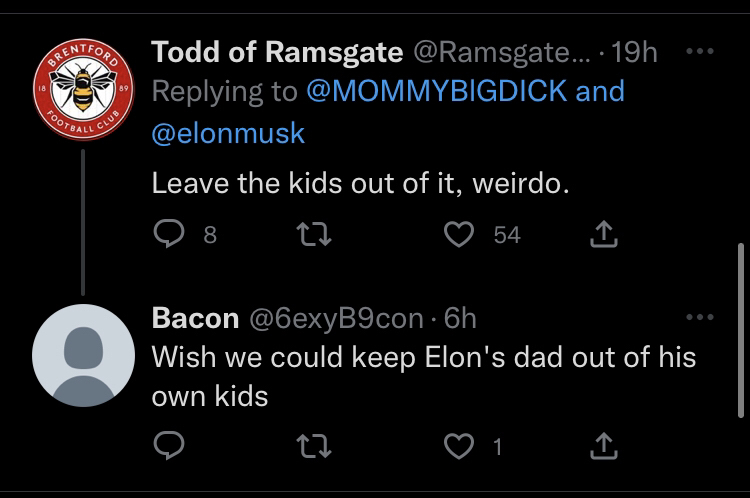 BRENTFORD
18 89
FOOTBALL CLUB
Todd of Ramsgate @Ramsgate... · 19h
Replying to @MOMMYBIGDICK and
@elonmusk
Leave the kids out of it, weirdo.
8 54
Bacon @6exyB9con · 6h
Wish we could keep Elon's dad out of his
own kids
1